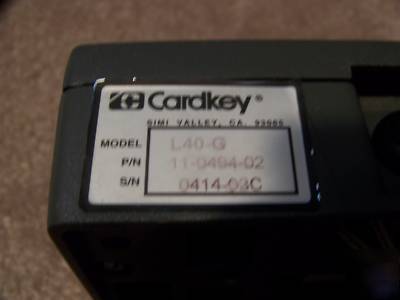 Cardkey®
SIMI VALLEY, CA. 93065
MODEL L40-G
P/N 11-0494-02
S/N 0414-03C